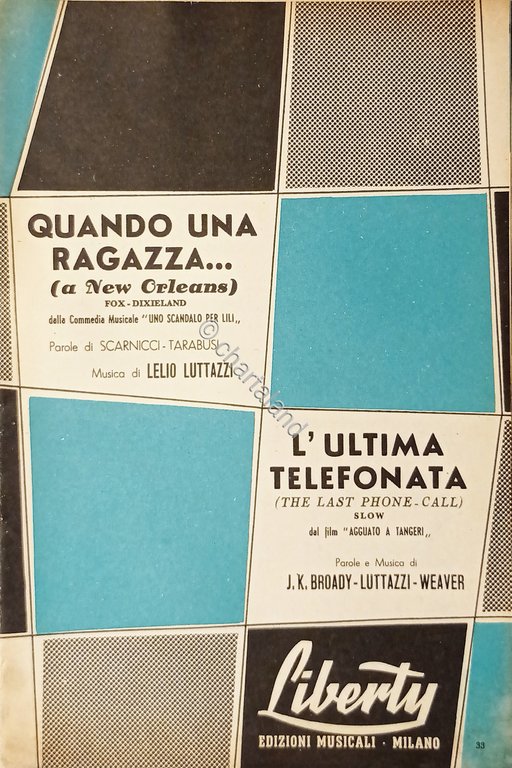 QUANDO UNA
RAGAZZA...
(a New Orleans)
FOX - DIXIELAND
dalla Commedia Musicale "UNO SCANDALO PER LILI„
Parole di SCARNICCI - TARABUSI
Musica di LELIO LUTTAZZI
© chartaland
L'ULTIMA
TELEFONATA
(THE LAST PHONE - CALL)
SLOW
dal film "AGGUATO A TANGERI„
Parole e Musica di
J. K. BROADY - LUTTAZZI - WEAVER
Liberty
EDIZIONI MUSICALI · MILANO
33